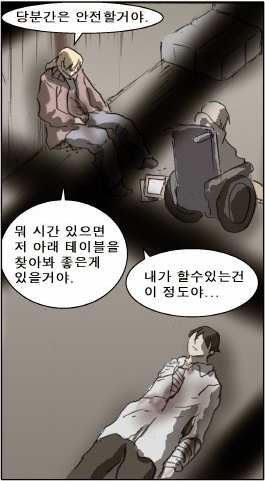 당분간은 안전할거야.
뭐 시간 있으면
저 아래 테이블을
찾아봐 좋은게
있을거야.
내가 할수있는건
이 정도야...